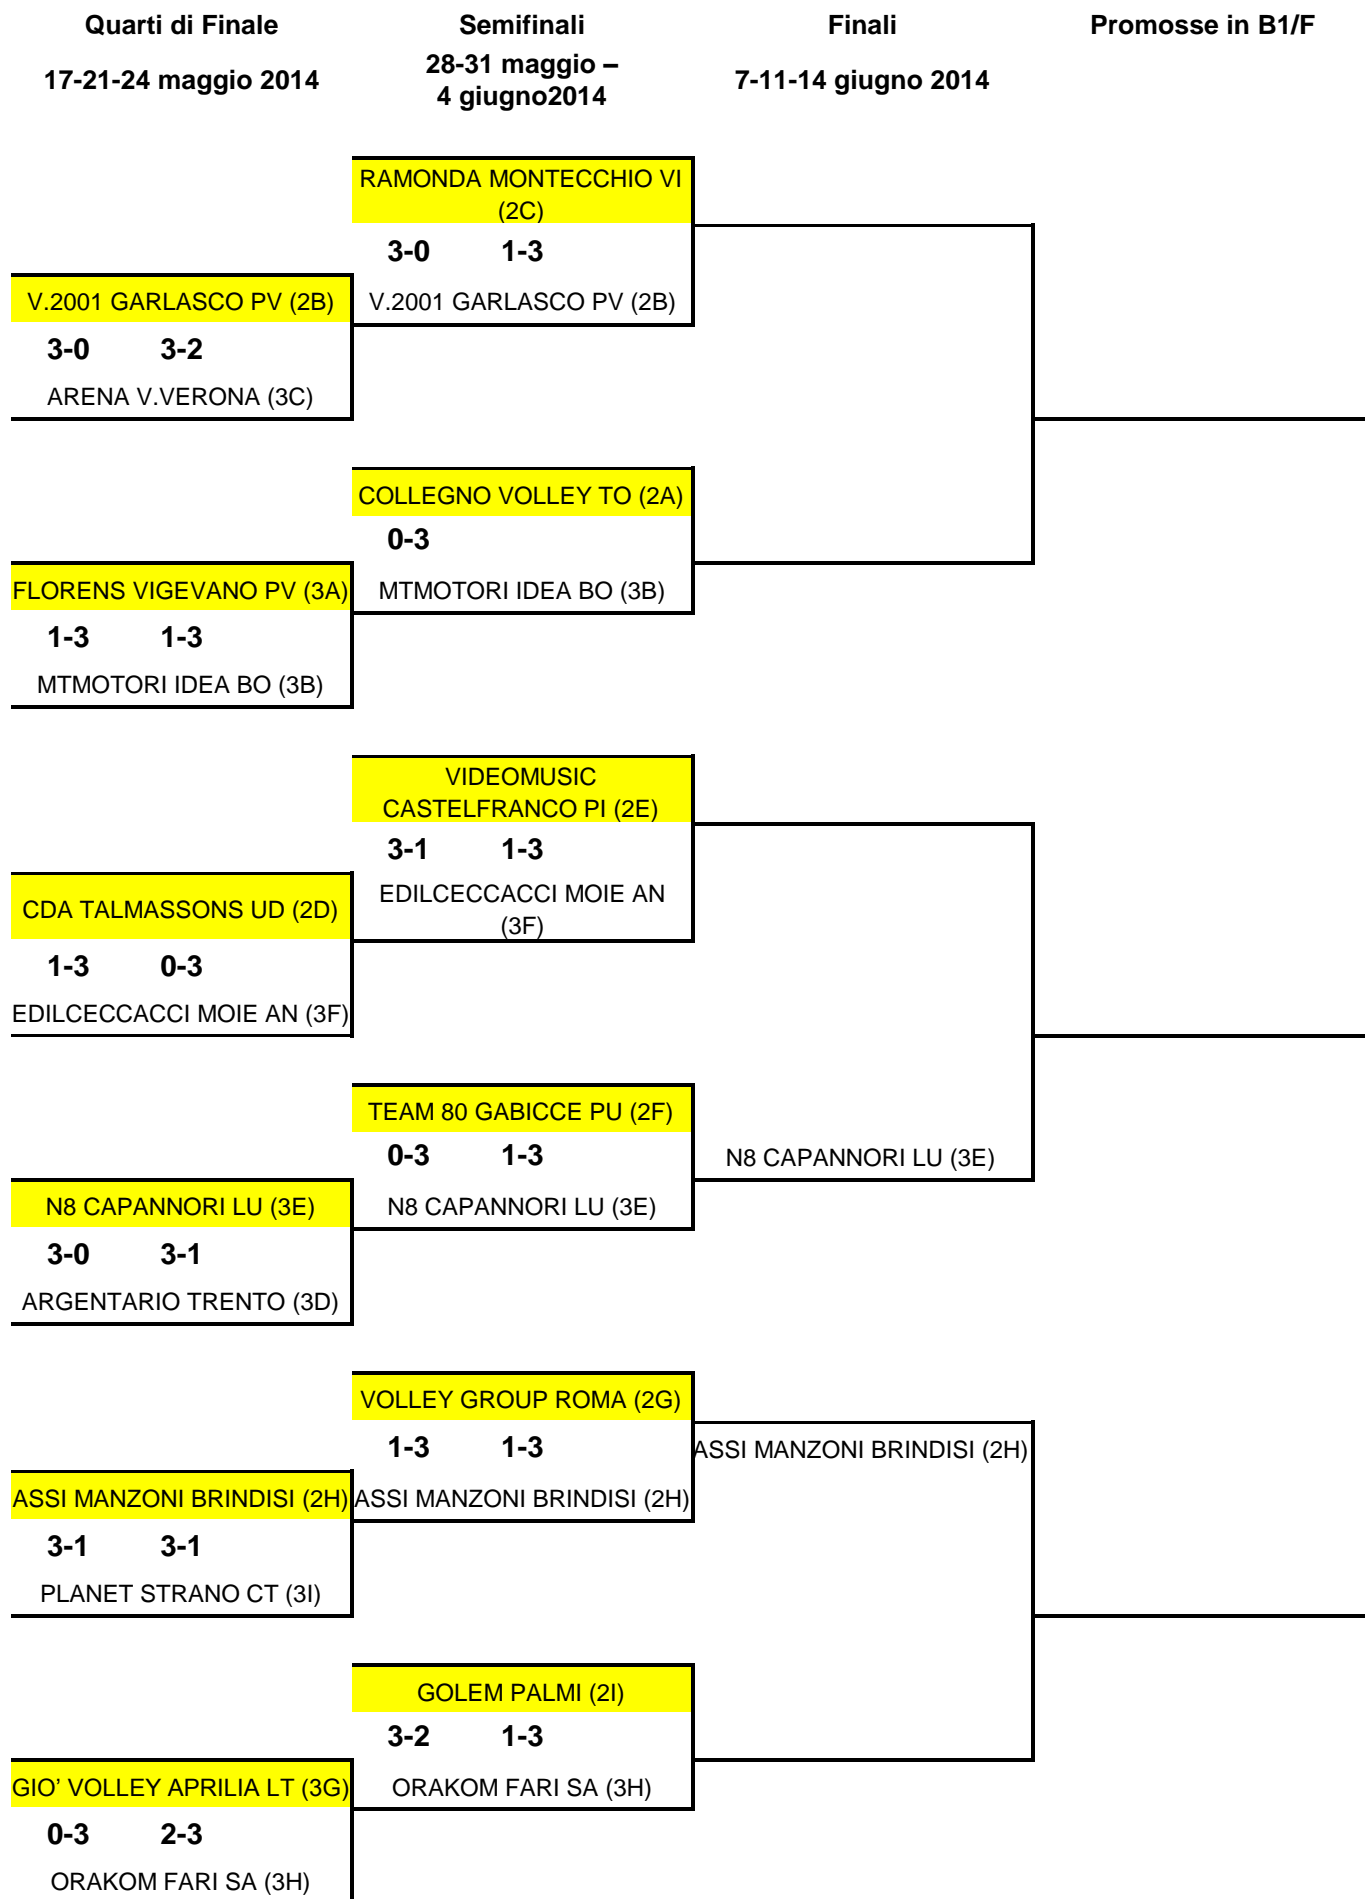 Quarti di Finale
Semifinali
Finali
Promosse in B1/F
17-21-24 maggio 2014
28-31 maggio –
4 giugno2014
7-11-14 giugno 2014
RAMONDA MONTECCHIO VI
(2C)
3-0 1-3
V.2001 GARLASCO PV (2B)
V.2001 GARLASCO PV (2B)
3-0 3-2
ARENA V.VERONA (3C)
COLLEGNO VOLLEY TO (2A)
0-3
MTMOTORI IDEA BO (3B)
FLORENS VIGEVANO PV (3A)
1-3 1-3
MTMOTORI IDEA BO (3B)
VIDEOMUSIC
CASTELFRANCO PI (2E)
3-1 1-3
EDILCECCACCI MOIE AN
(3F)
CDA TALMASSONS UD (2D)
1-3 0-3
EDILCECCACCI MOIE AN (3F)
TEAM 80 GABICCE PU (2F)
0-3 1-3
N8 CAPANNORI LU (3E)
N8 CAPANNORI LU (3E)
N8 CAPANNORI LU (3E)
3-0 3-1
ARGENTARIO TRENTO (3D)
VOLLEY GROUP ROMA (2G)
1-3 1-3
ASSI MANZONI BRINDISI (2H)
ASSI MANZONI BRINDISI (2H)
ASSI MANZONI BRINDISI (2H)
3-1 3-1
PLANET STRANO CT (3I)
GOLEM PALMI (2I)
3-2 1-3
ORAKOM FARI SA (3H)
GIO' VOLLEY APRILIA LT (3G)
0-3 2-3
ORAKOM FARI SA (3H)